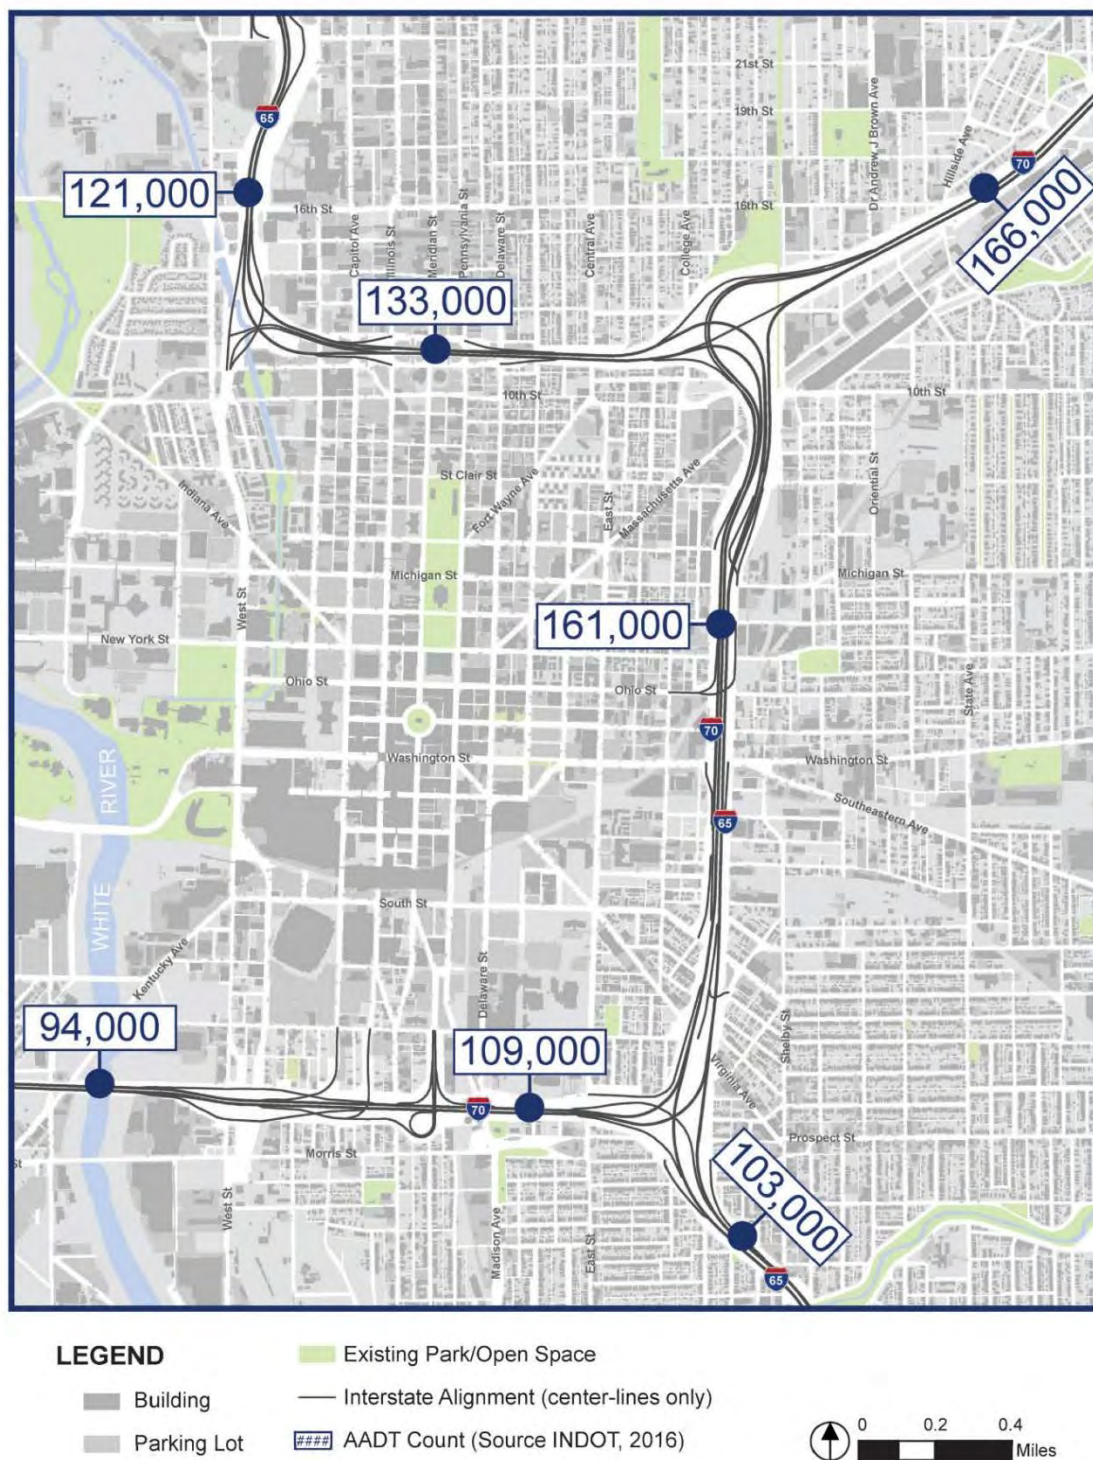 21st St
65
19th St
Dr Andrew J Brown Ave
Hillside Ave
70
121,000
16th St
16th St
166,000
Capitol Ave
Illinois St
Meridian St
Pennsylvania St
Delaware St
Central Ave
College Ave
133,000
10th St
10th St
St Clair St
Fort Wayne Ave
East St
Massachusetts Ave
Oriential St
Indiana Ave
Michigan St
Michigan St
West St
161,000
New York St
Ohio St
Ohio St
State Ave
70
Washington St
Washington St
WHITE RIVER
65
Southeastern Ave
South St
Kentucky Ave
Delaware St
94,000
109,000
Shelby St
Virginia Ave
70
Prospect St
Morris St
St
103,000
West St
Madison Ave
East St
65
LEGEND
Existing Park/Open Space
Building
Interstate Alignment (center-lines only)
Parking Lot
#### AADT Count (Source INDOT, 2016)
0 0.2 0.4
Miles